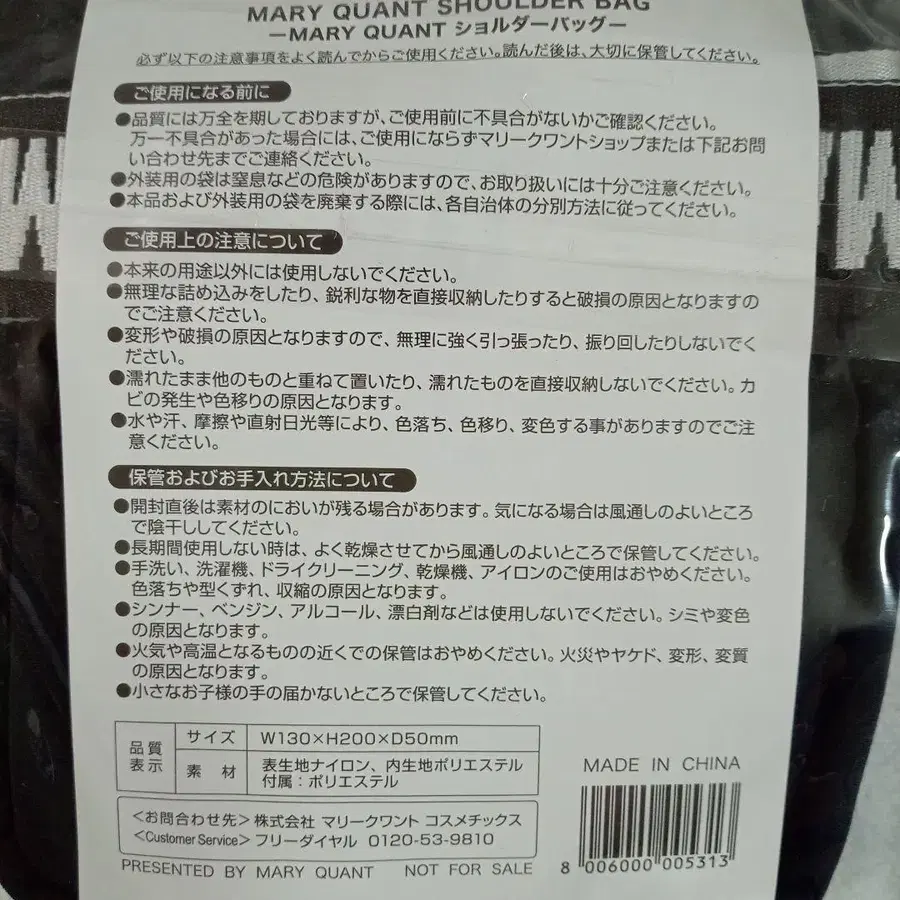 MARY QUANT SHOULDER BAG
―MARY QUANT ショルダーバッグ―
必ず以下の注意事項をよく読んでからご使用ください。読んだ後は、大切に保管してください。
ご使用になる前に
●品質には万全を期しておりますが、ご使用前に不具合がないかご確認ください。
万一不具合があった場合には、ご使用にならずマリークワントショップまたは下記お問
い合わせ先までご連絡ください。
●外装用の袋は窒息などの危険がありますので、お取り扱いには十分ご注意ください。
●本品および外装用の袋を廃棄する際には、各自治体の分別方法に従ってください。
ご使用上の注意について
●本来の用途以外には使用しないでください。
●無理な詰め込みをしたり、鋭利な物を直接収納したりすると破損の原因となりますの
でご注意ください。
●変形や破損の原因となりますので、無理に強く引っ張ったり、振り回したりしないでく
ださい。
●濡れたまま他のものと重ねて置いたり、濡れたものを直接収納しないでください。カ
ビの発生や色移りの原因となります。
●水や汗、摩擦や直射日光等により、色落ち、色移り、変色する事がありますのでご注
意ください。
保管およびお手入れ方法について
●開封直後は素材のにおいが残る場合があります。気になる場合は風通しのよいところ
で陰干ししてください。
●長期間使用しない時は、よく乾燥させてから風通しのよいところで保管してください。
●手洗い、洗濯機、ドライクリーニング、乾燥機、アイロンのご使用はおやめください。
色落ちや型くずれ、収縮の原因となります。
●シンナー、ベンジン、アルコール、漂白剤などは使用しないでください。シミや変色
の原因となります。
●火気や高温となるものの近くでの保管はおやめください。火災やヤケド、変形、変質
の原因となります。
●小さなお子様の手の届かないところで保管してください。
品質表示
サイズ W130×H200×D50mm
素材 表生地ナイロン、内生地ポリエステル
付属：ポリエステル
MADE IN CHINA
＜お問合わせ先＞株式会社 マリークワント コスメチックス
＜Customer Service＞フリーダイヤル 0120-53-9810
PRESENTED BY MARY QUANT NOT FOR SALE
8 006000 005313